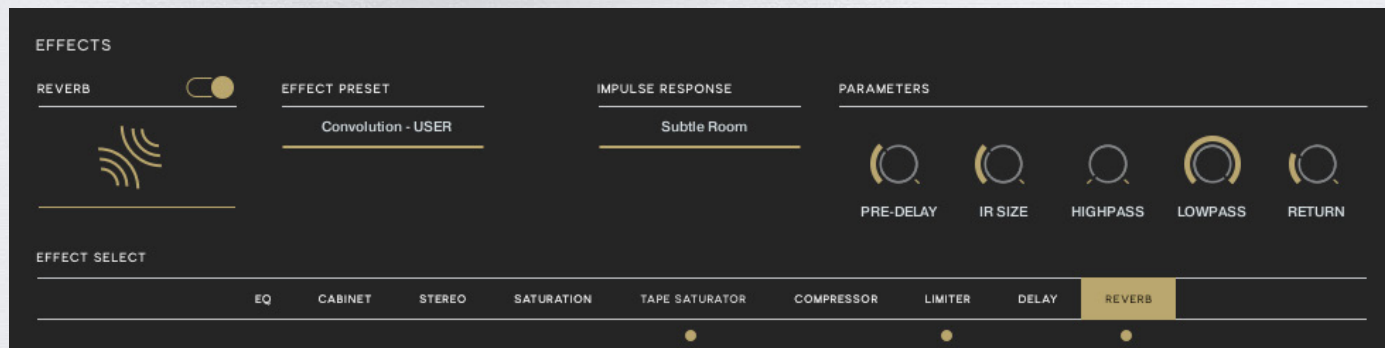 EFFECTS
REVERB
EFFECT PRESET
IMPULSE RESPONSE
PARAMETERS
Convolution - USER
Subtle Room
PRE-DELAY
IR SIZE
HIGHPASS
LOWPASS
RETURN
EFFECT SELECT
EQ
CABINET
STEREO
SATURATION
TAPE SATURATOR
COMPRESSOR
LIMITER
DELAY
REVERB